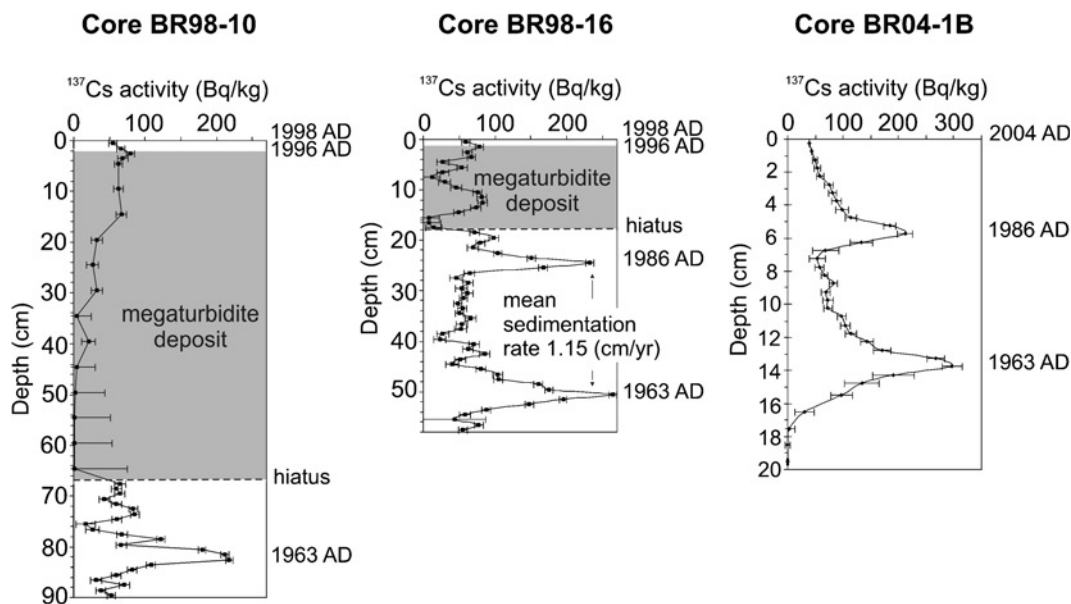 Core BR98-10
¹³⁷Cs activity (Bq/kg)
0 100 200
1998 AD
1996 AD
0
10
20
30
40
50
60
70
80
90
Depth (cm)
megaturbidite
deposit
hiatus
1963 AD
Core BR98-16
¹³⁷Cs activity (Bq/kg)
0 100 200
1998 AD
1996 AD
0
10
20
30
40
50
Depth (cm)
megaturbidite
deposit
hiatus
1986 AD
mean
sedimentation
rate 1.15 (cm/yr)
1963 AD
Core BR04-1B
¹³⁷Cs activity (Bq/kg)
0 50 100 150 200 250 300 350
2004 AD
0
2
4
6
8
10
12
14
16
18
20
Depth (cm)
1986 AD
1963 AD